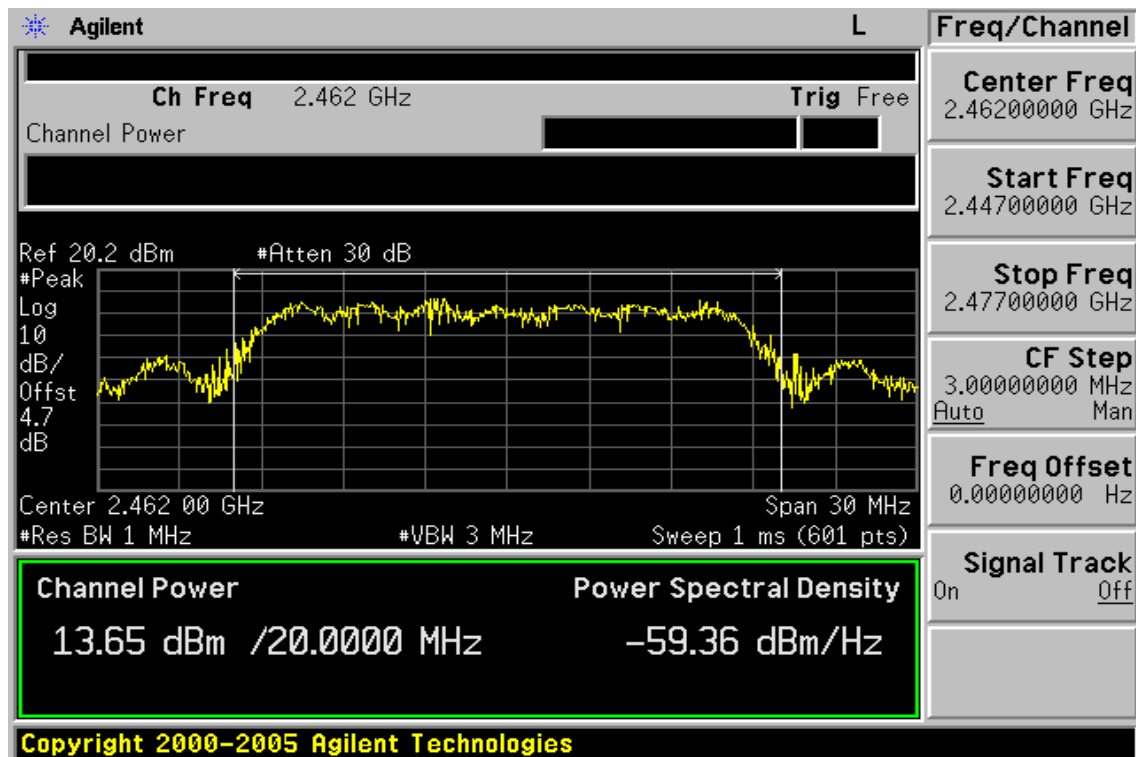 Agilent L
Freq/Channel
Ch Freq 2.462 GHz Trig Free
Channel Power
Ref 20.2 dBm #Atten 30 dB
#Peak
Log
10
dB/
Offst
4.7
dB
Center 2.462 00 GHz Span 30 MHz
#Res BW 1 MHz #VBW 3 MHz Sweep 1 ms (601 pts)
Channel Power Power Spectral Density
13.65 dBm /20.0000 MHz -59.36 dBm/Hz
Copyright 2000-2005 Agilent Technologies
Center Freq
2.46200000 GHz
Start Freq
2.44700000 GHz
Stop Freq
2.47700000 GHz
CF Step
3.00000000 MHz
Auto Man
Freq Offset
0.00000000 Hz
Signal Track
On Off